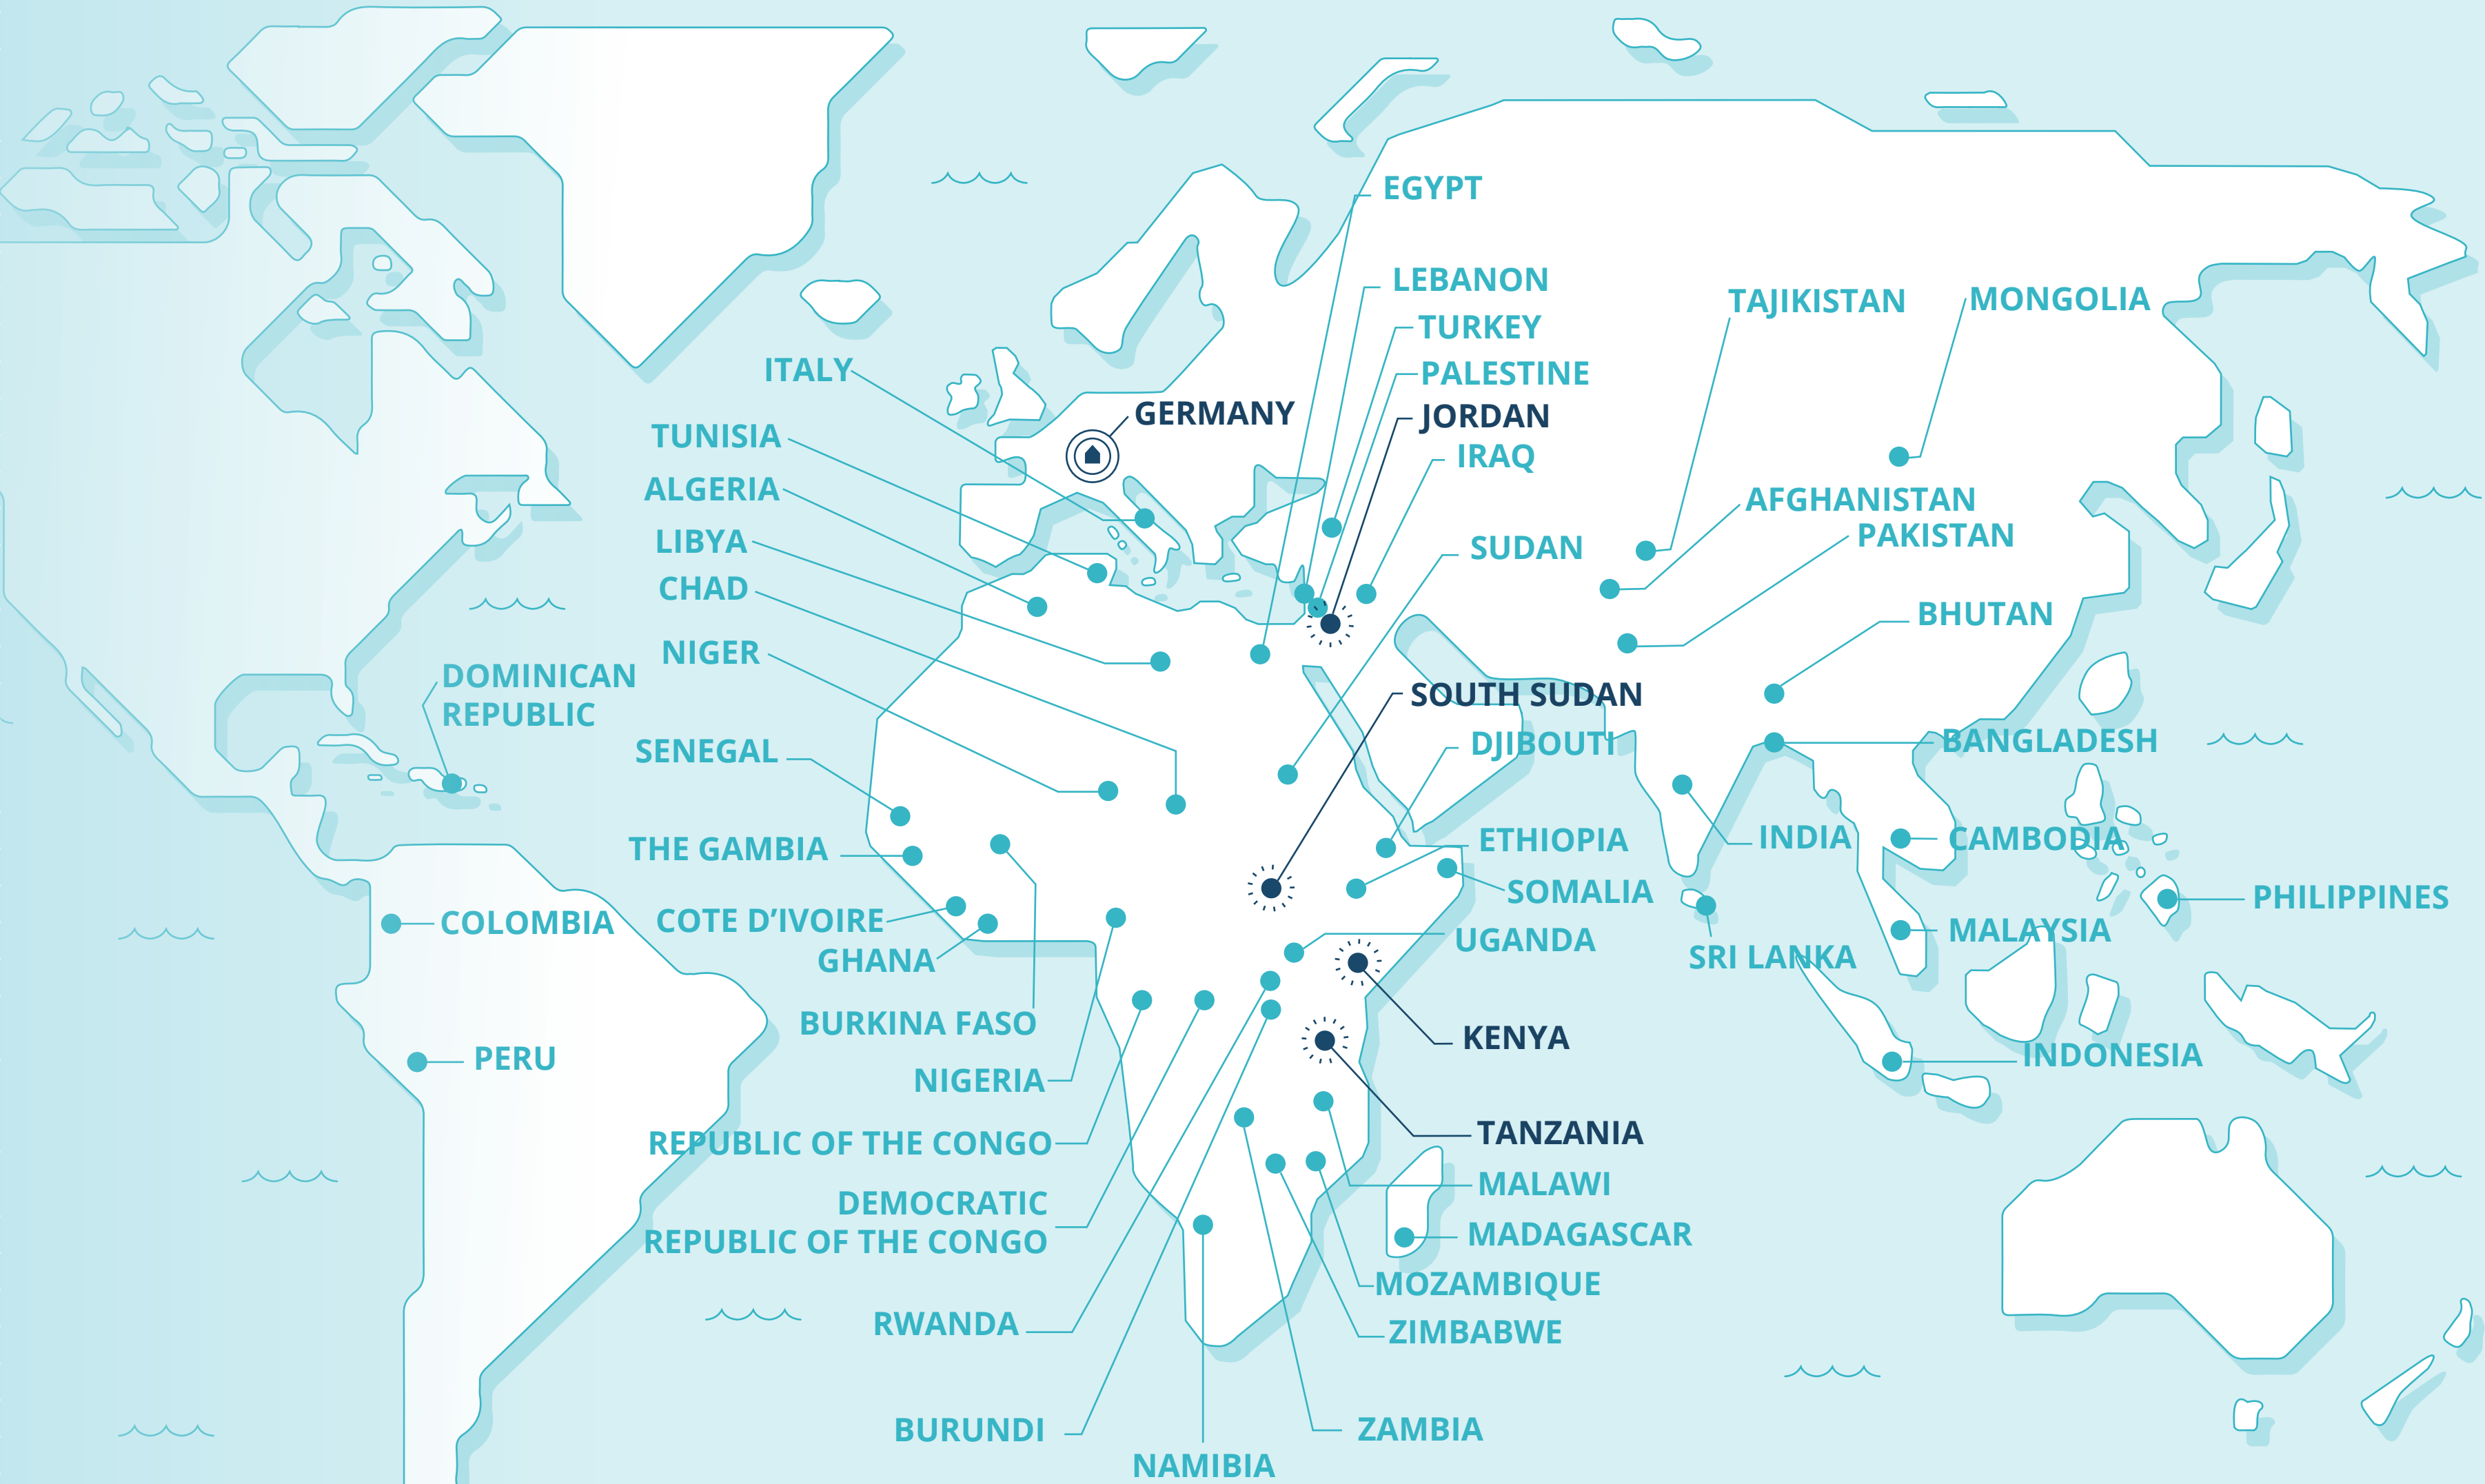 EGYPT
LEBANON
TAJIKISTAN
MONGOLIA
TURKEY
ITALY
PALESTINE
GERMANY
JORDAN
TUNISIA
IRAQ
ALGERIA
AFGHANISTAN
PAKISTAN
LIBYA
SUDAN
CHAD
BHUTAN
NIGER
DOMINICAN
REPUBLIC
SOUTH SUDAN
SENEGAL
DJIBOUTI
BANGLADESH
THE GAMBIA
ETHIOPIA
INDIA
CAMBODIA
SOMALIA
PHILIPPINES
COLOMBIA
COTE D’IVOIRE
UGANDA
MALAYSIA
GHANA
SRI LANKA
BURKINA FASO
KENYA
PERU
INDONESIA
NIGERIA
REPUBLIC OF THE CONGO
TANZANIA
MALAWI
DEMOCRATIC
REPUBLIC OF THE CONGO
MADAGASCAR
MOZAMBIQUE
RWANDA
ZIMBABWE
BURUNDI
ZAMBIA
NAMIBIA